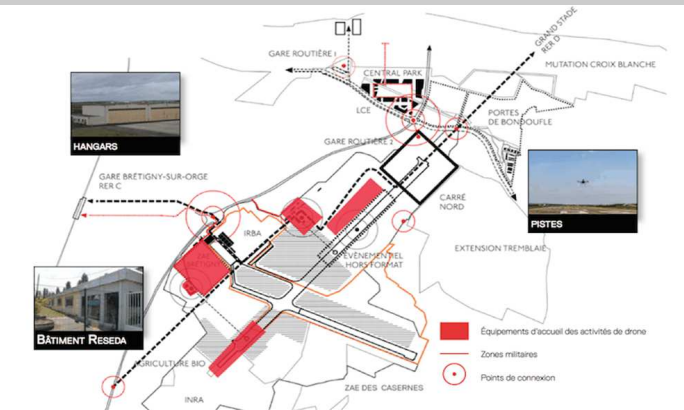 GRAND STADE
RER D
GARE ROUTIÈRE 1
MUTATION CROIX BLANCHE
CENTRAL PARK
LCE
PORTES
DE BONDOUFLE
GARE ROUTIÈRE 2
HANGARS
GARE BRÉTIGNY-SUR-ORGE
RER C
CARRÉ
NORD
PISTES
IRBA
EXTENSION TREMBLAIE
ÉVÉNEMENTIEL
HORS FORMAT
ZAE
BÂTIMENT RESEDA
Équipements d'accueil des activités de drone
Zones militaires
Points de connexion
AGRICULTURE BIO
ZAE DES CASERNES
INRA